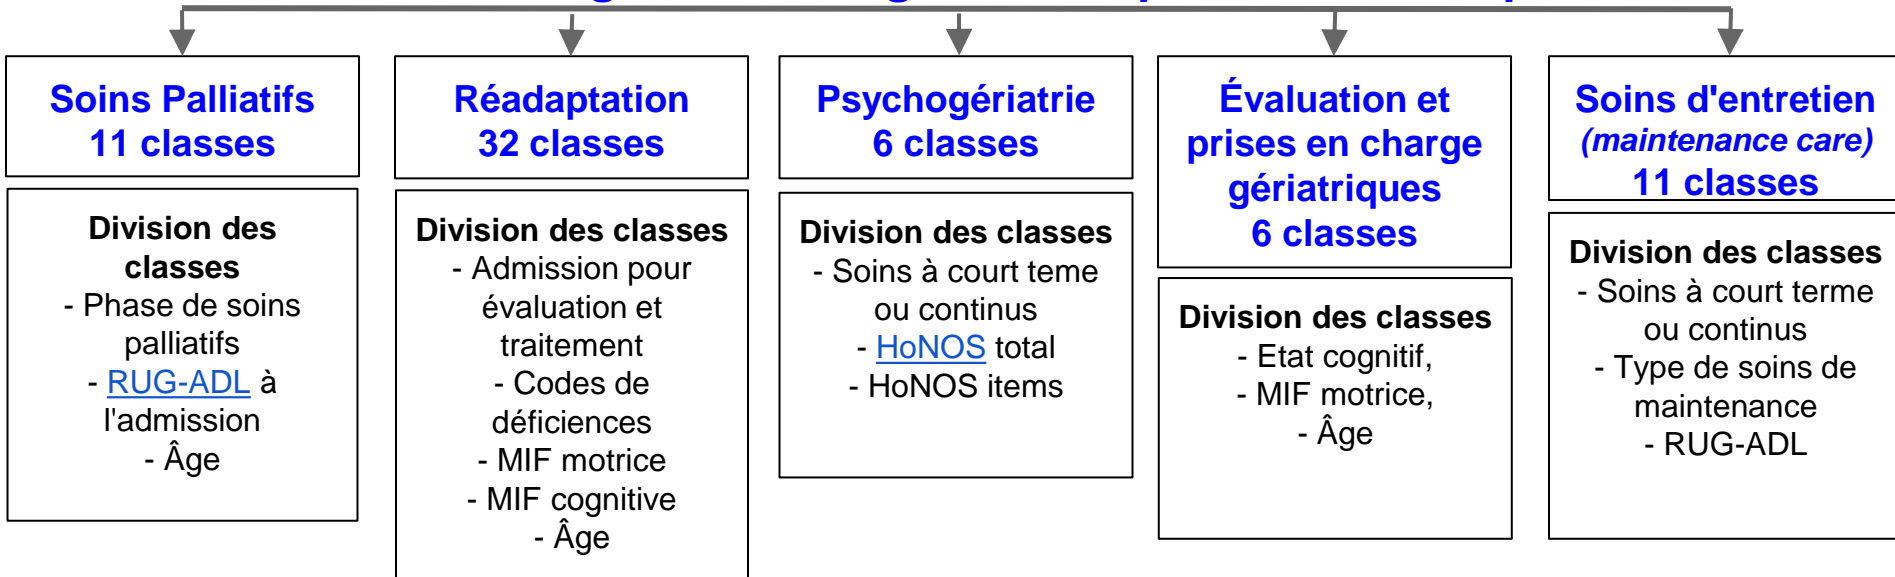 Soins Palliatifs
11 classes
Division des
classes
- Phase de soins
palliatifs
- RUG-ADL à
l'admission
- Âge
Réadaptation
32 classes
Division des classes
- Admission pour
évaluation et
traitement
- Codes de
déficiences
- MIF motrice
- MIF cognitive
- Âge
Psychogériatrie
6 classes
Division des classes
- Soins à court teme
ou continus
- HoNOS total
- HoNOS items
Évaluation et
prises en charge
gériatriques
6 classes
Division des classes
- Etat cognitif,
- MIF motrice,
- Âge
Soins d'entretien
(maintenance care)
11 classes
Division des classes
- Soins à court terme
ou continus
- Type de soins de
maintenance
- RUG-ADL